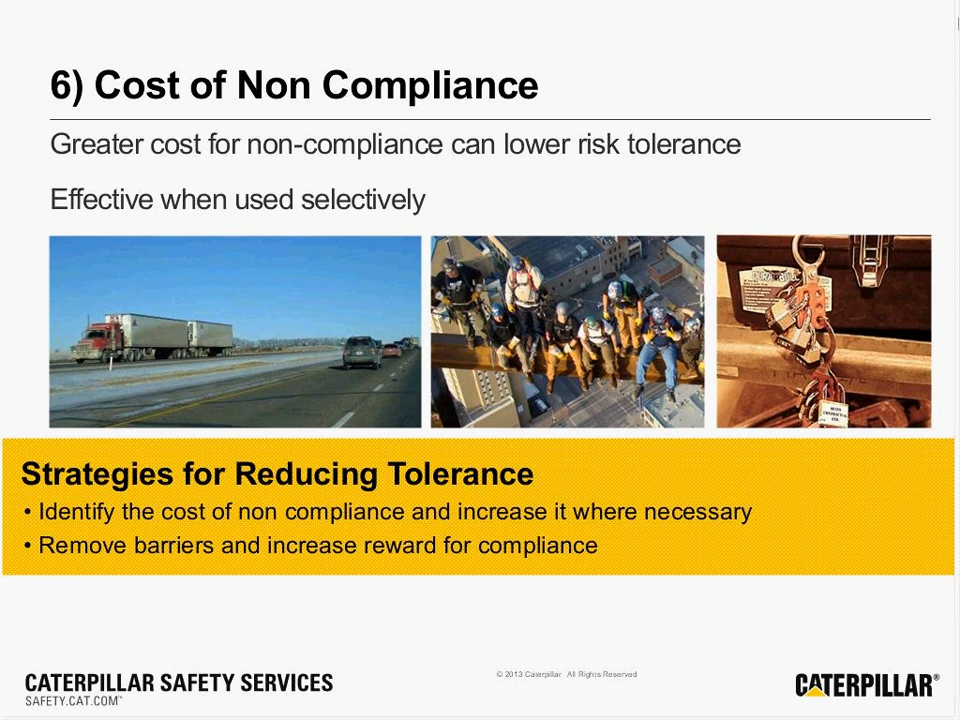 6) Cost of Non Compliance
Greater cost for non-compliance can lower risk tolerance
Effective when used selectively
Strategies for Reducing Tolerance
• Identify the cost of non compliance and increase it where necessary
• Remove barriers and increase reward for compliance
© 2013 Caterpillar All Rights Reserved
CATERPILLAR SAFETY SERVICES
SAFETY.CAT.COM™
CATERPILLAR®